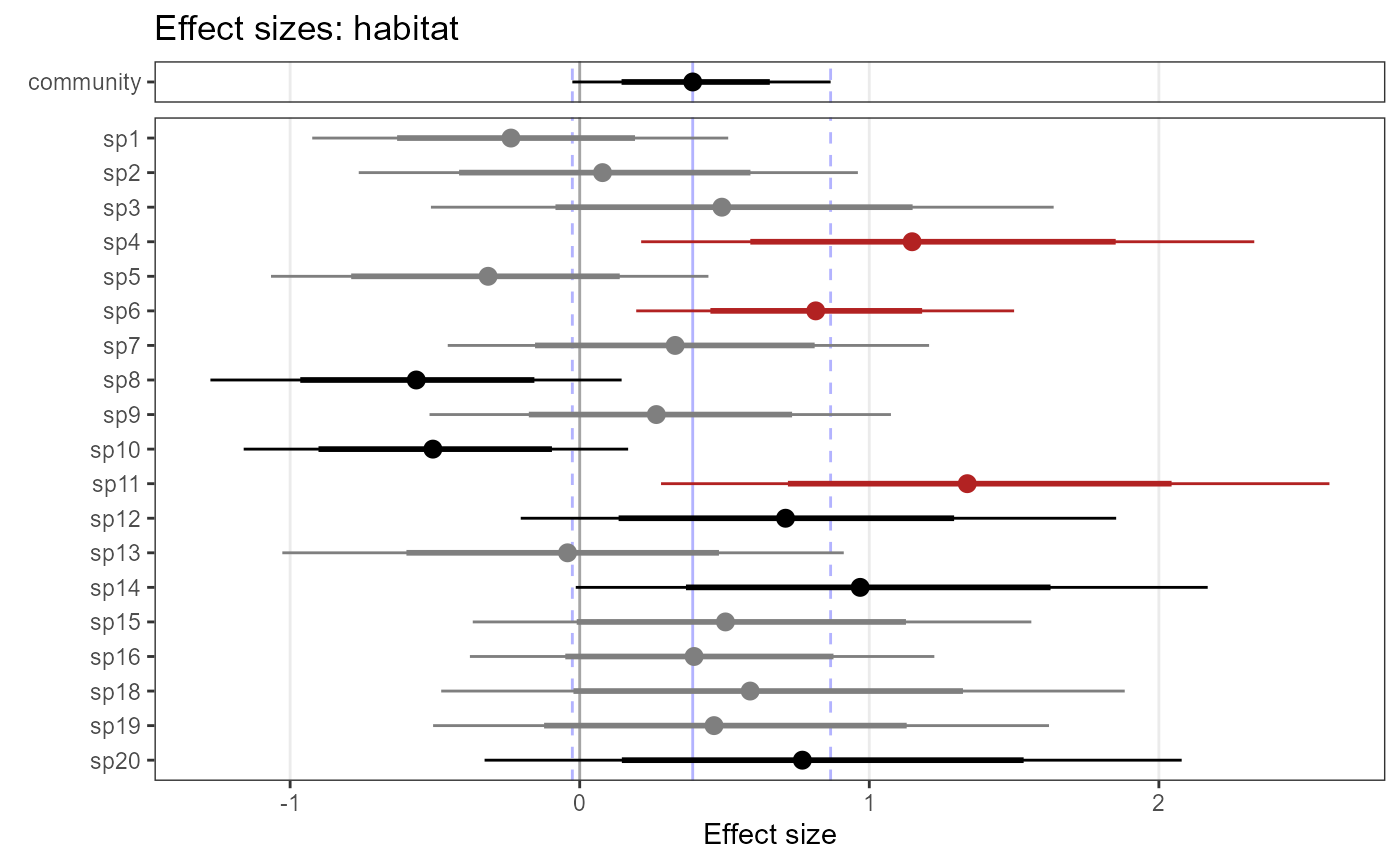 Effect sizes: habitat
community
sp1
sp2
sp3
sp4
sp5
sp6
sp7
sp8
sp9
sp10
sp11
sp12
sp13
sp14
sp15
sp16
sp18
sp19
sp20
-1 0 1 2
Effect size